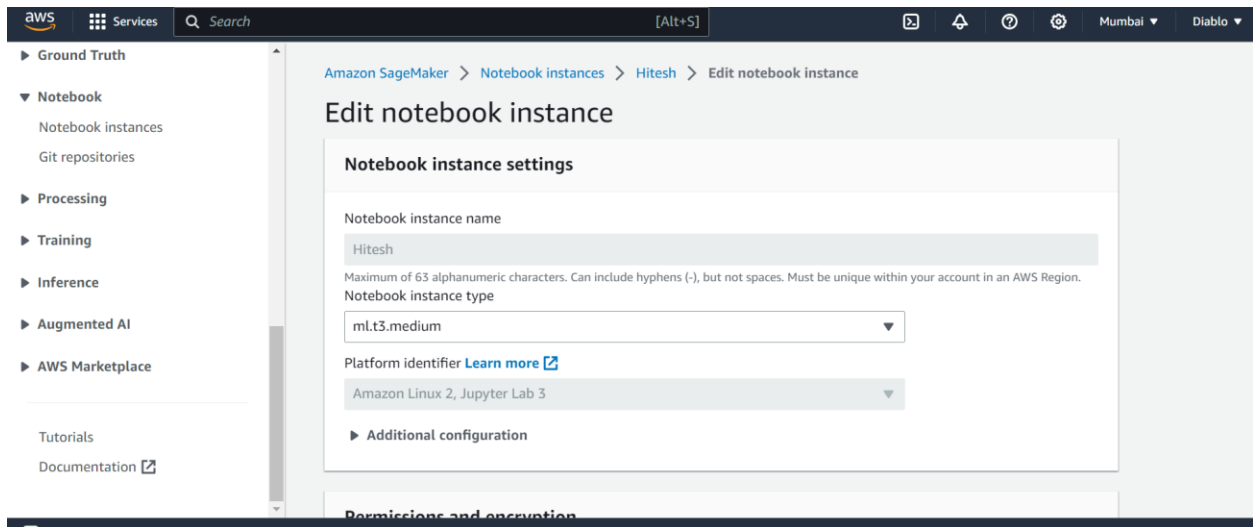 aws Services Search [Alt+S] Mumbai ▼ Diablo ▼
Ground Truth
Notebook
Notebook instances
Git repositories
Processing
Training
Inference
Augmented AI
AWS Marketplace
Tutorials
Documentation
Amazon SageMaker > Notebook instances > Hitesh > Edit notebook instance
Edit notebook instance
Notebook instance settings
Notebook instance name
Hitesh
Maximum of 63 alphanumeric characters. Can include hyphens (-), but not spaces. Must be unique within your account in an AWS Region.
Notebook instance type
ml.t3.medium
Platform identifier Learn more
Amazon Linux 2, Jupyter Lab 3
Additional configuration
Permissions and encryption